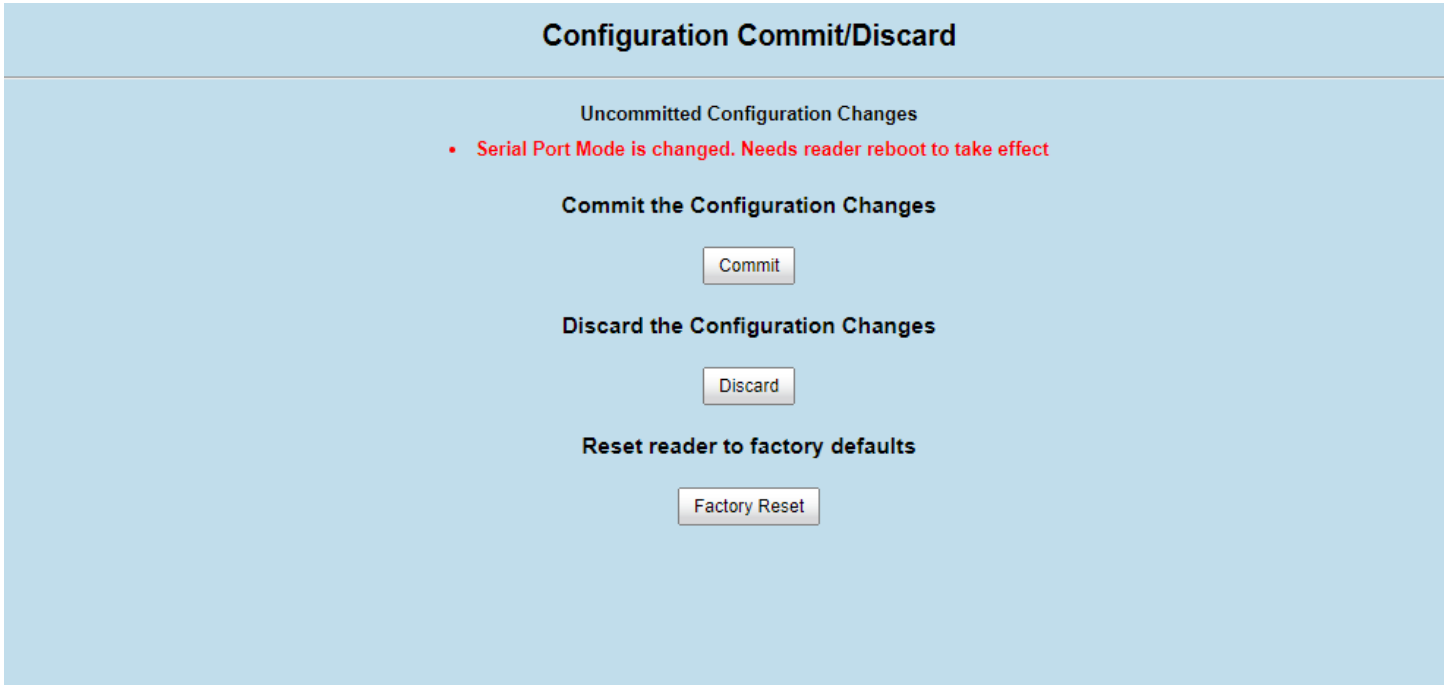 Configuration Commit/Discard
Uncommitted Configuration Changes
• Serial Port Mode is changed. Needs reader reboot to take effect
Commit the Configuration Changes
Commit
Discard the Configuration Changes
Discard
Reset reader to factory defaults
Factory Reset